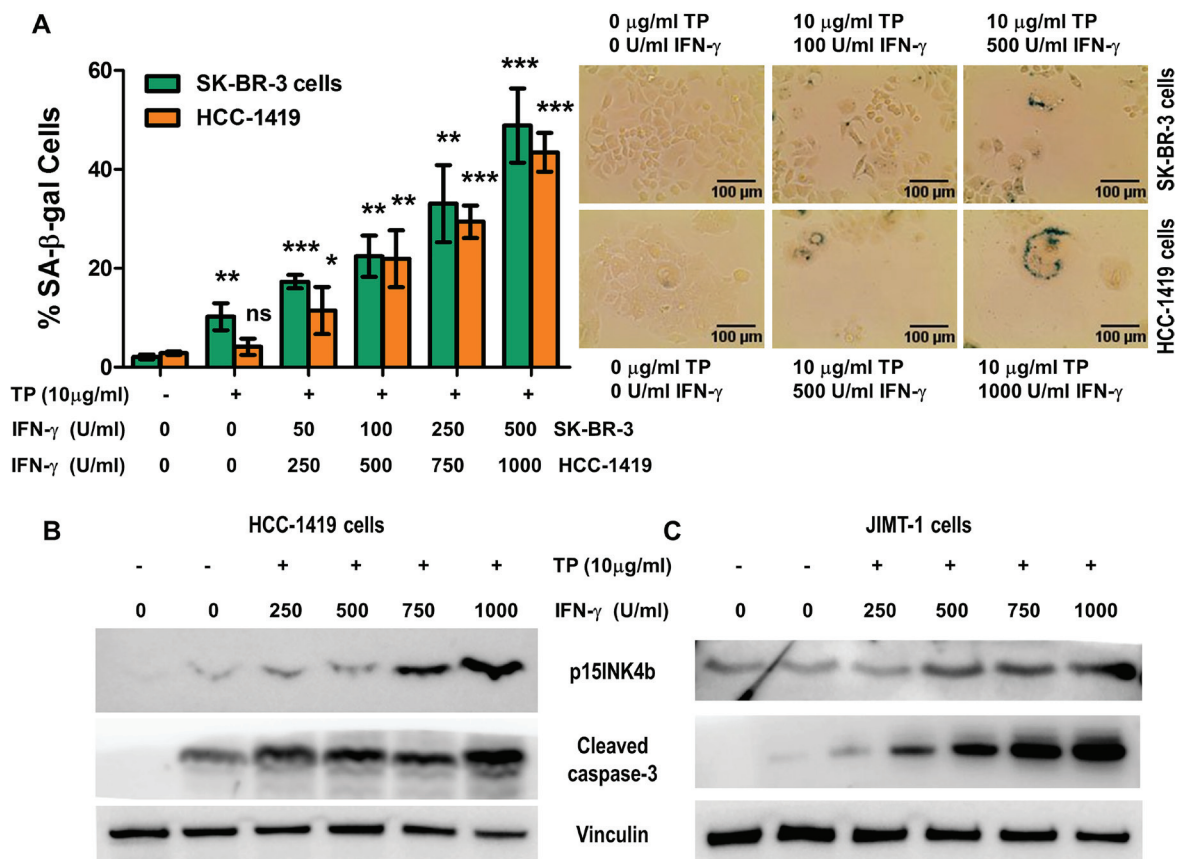 A
60
40
20
0
% SA-β-gal Cells
SK-BR-3 cells
HCC-1419
** ns *** * ** ** ** *** *** ***
TP (10μg/ml) - + + + + +
IFN-γ (U/ml) 0 0 50 100 250 500 SK-BR-3
IFN-γ (U/ml) 0 0 250 500 750 1000 HCC-1419
0 μg/ml TP
0 U/ml IFN-γ
10 μg/ml TP
100 U/ml IFN-γ
10 μg/ml TP
500 U/ml IFN-γ
100 μm 100 μm 100 μm
SK-BR-3 cells
100 μm 100 μm 100 μm
HCC-1419 cells
0 μg/ml TP
0 U/ml IFN-γ
10 μg/ml TP
500 U/ml IFN-γ
10 μg/ml TP
1000 U/ml IFN-γ
B
HCC-1419 cells
C
JIMT-1 cells
- - + + + + TP (10μg/ml) - - + + + +
0 0 250 500 750 1000 IFN-γ (U/ml) 0 0 250 500 750 1000
p15INK4b
Cleaved
caspase-3
Vinculin